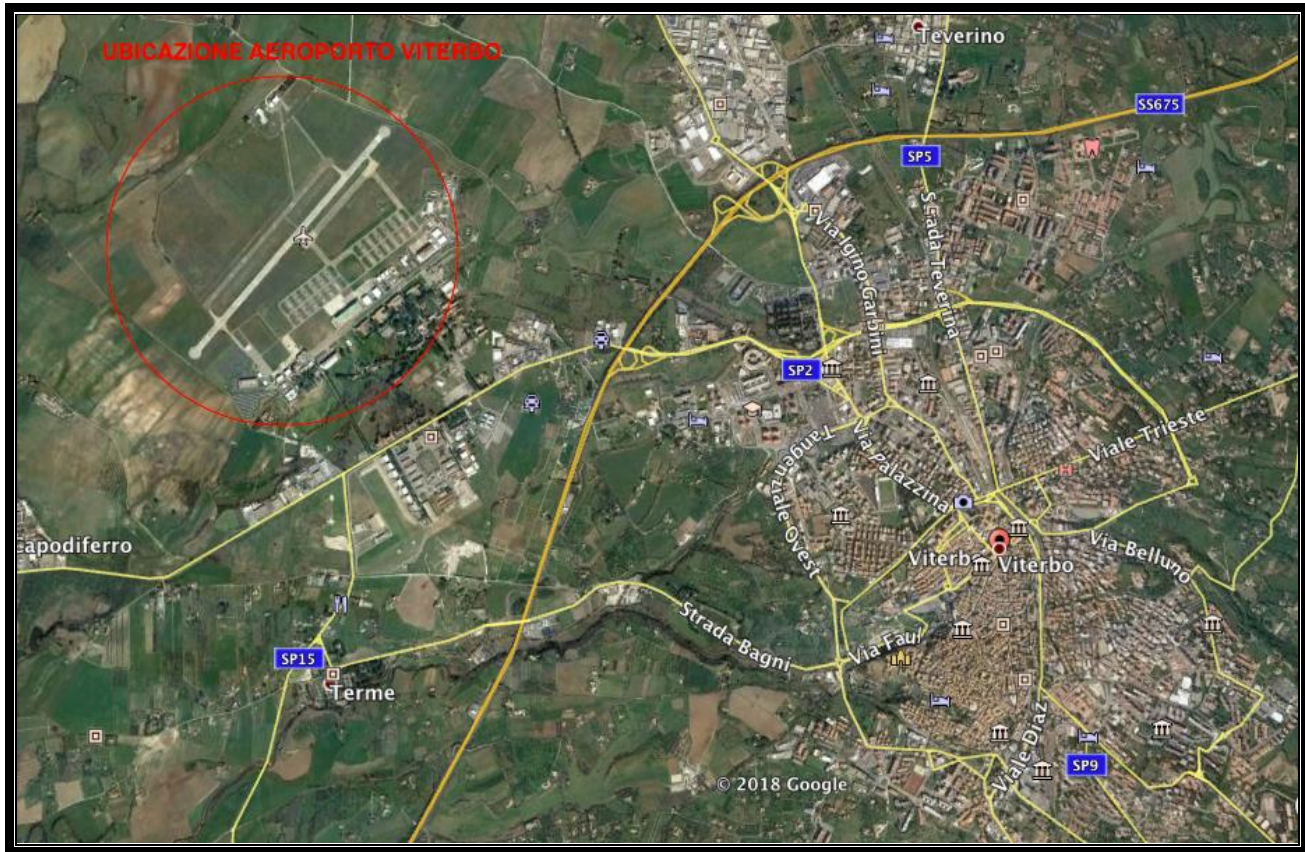 Teverino
UBICAZIONE AEROPORTO VITERBO
SS675
SP5
Strada Teverina
Via Igino Garbini
SP2
Tangenziale Ovest
Via Palazzina
Viale Trieste
Capodiferro
Viterbo
Viterbo
Via Belluno
Strada Bagni
Via Faul
SP15
Terme
Viale Diaz
SP9
© 2018 Google